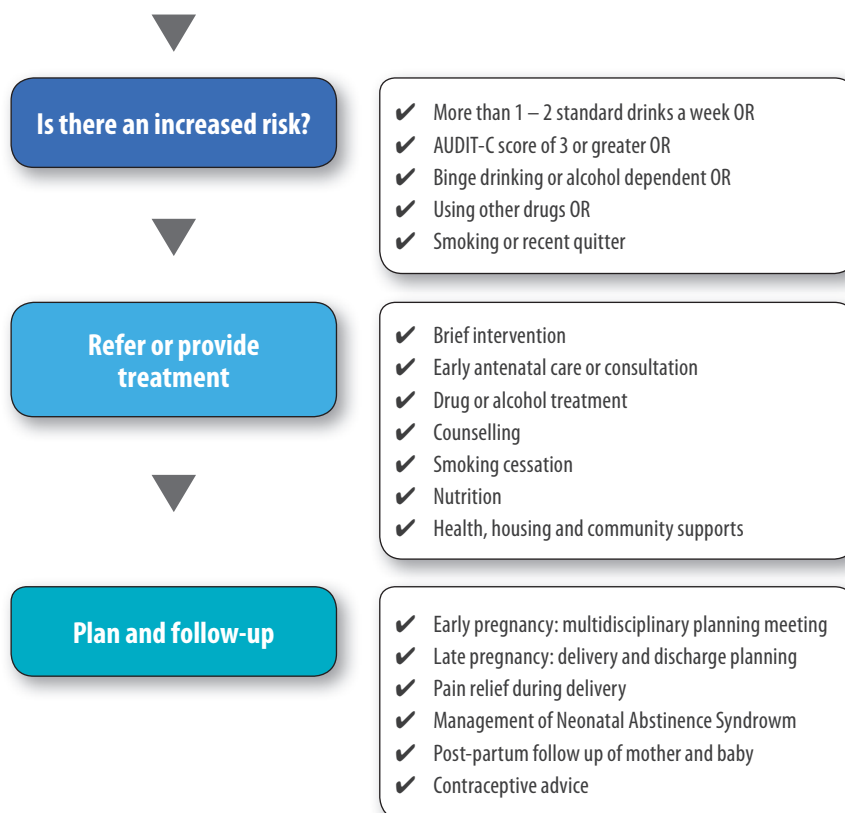 Is there an increased risk?
✔ More than 1 – 2 standard drinks a week OR
✔ AUDIT-C score of 3 or greater OR
✔ Binge drinking or alcohol dependent OR
✔ Using other drugs OR
✔ Smoking or recent quitter
Refer or provide
treatment
✔ Brief intervention
✔ Early antenatal care or consultation
✔ Drug or alcohol treatment
✔ Counselling
✔ Smoking cessation
✔ Nutrition
✔ Health, housing and community supports
Plan and follow-up
✔ Early pregnancy: multidisciplinary planning meeting
✔ Late pregnancy: delivery and discharge planning
✔ Pain relief during delivery
✔ Management of Neonatal Abstinence Syndrowm
✔ Post-partum follow up of mother and baby
✔ Contraceptive advice